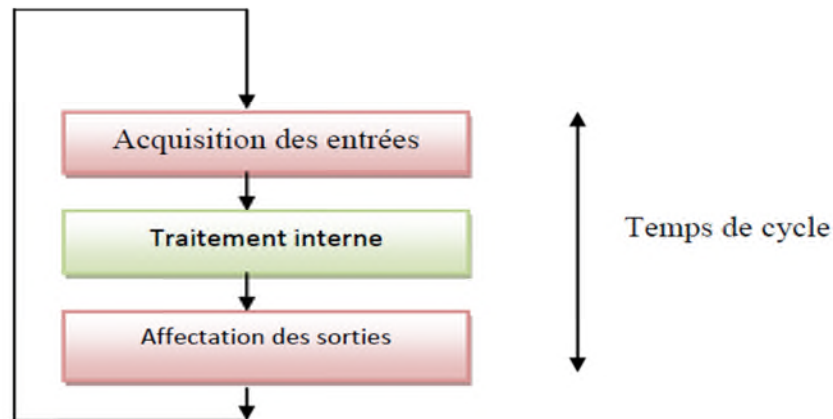 Acquisition des entrées
Traitement interne
Temps de cycle
Affectation des sorties